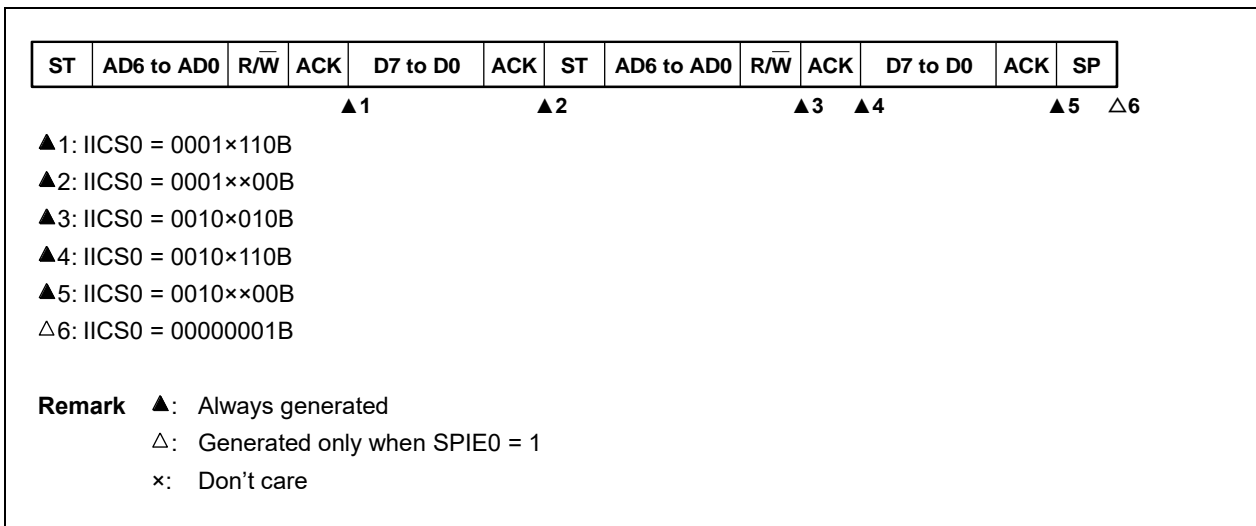 ST AD6 to AD0 R/W̅ ACK D7 to D0 ACK ST AD6 to AD0 R/W̅ ACK D7 to D0 ACK SP
▲1 ▲2 ▲3 ▲4 ▲5 △6
▲1: IICS0 = 0001×110B
▲2: IICS0 = 0001××00B
▲3: IICS0 = 0010×010B
▲4: IICS0 = 0010×110B
▲5: IICS0 = 0010××00B
△6: IICS0 = 00000001B
Remark ▲: Always generated
△: Generated only when SPIE0 = 1
×: Don’t care